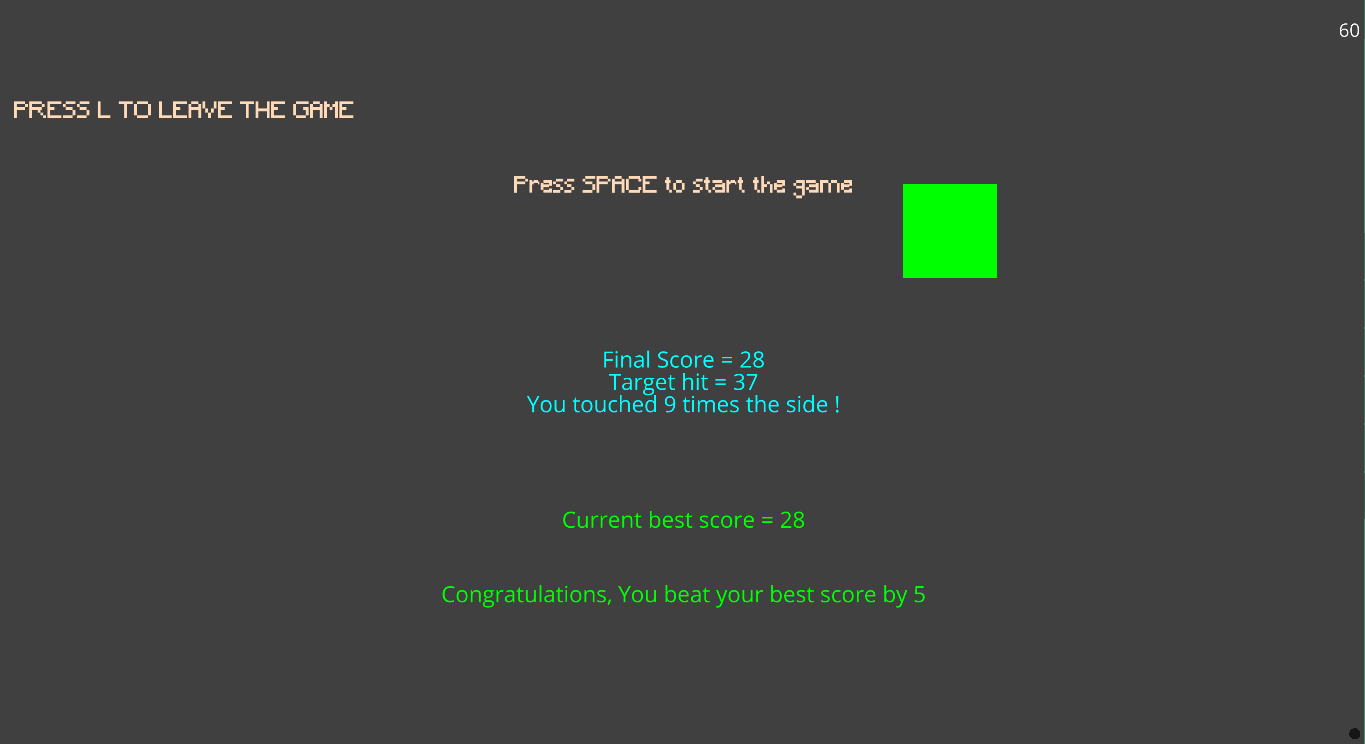 60
PRESS L TO LEAVE THE GAME
Press SPACE to start the game
Final Score = 28
Target hit = 37
You touched 9 times the side !
Current best score = 28
Congratulations, You beat your best score by 5